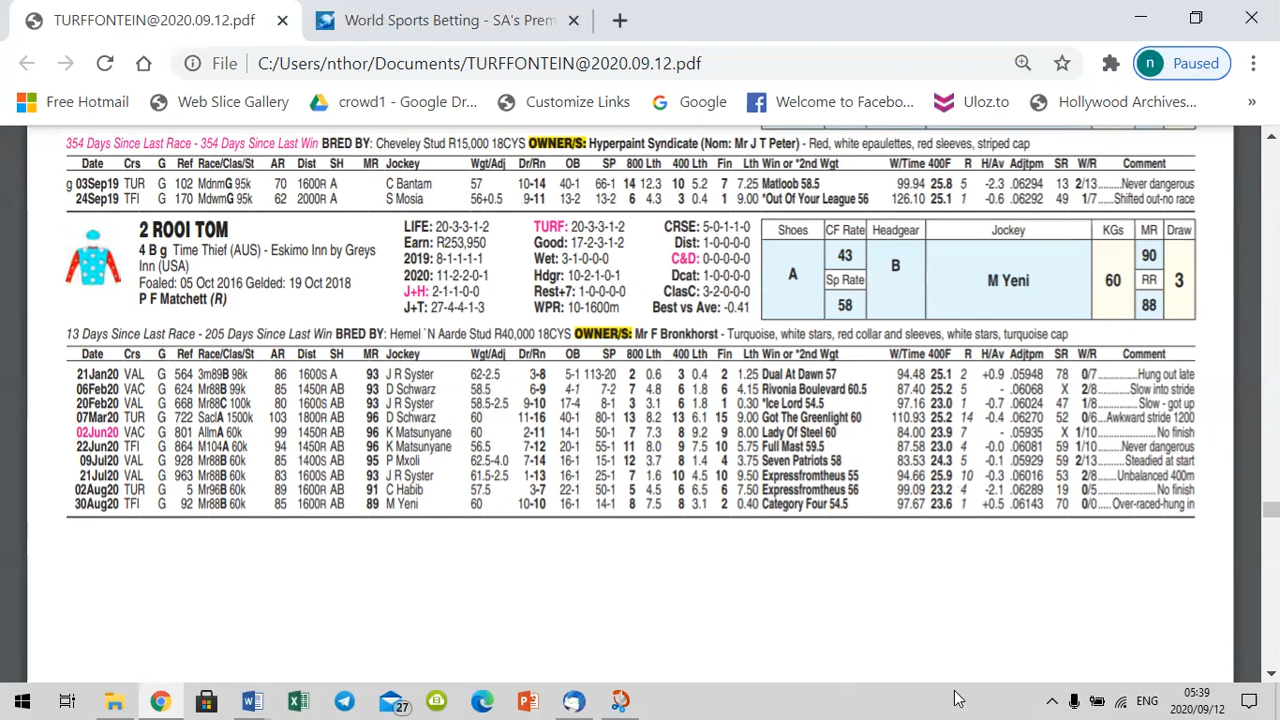 TURFFONTEIN@2020.09.12.pdf
World Sports Betting - SA's Prem
File C:/Users/nthor/Documents/TURFFONTEIN@2020.09.12.pdf n Paused
Free Hotmail Web Slice Gallery crowd1 - Google Dr... Customize Links Google Welcome to Facebo... Uloz.to Hollywood Archives... »
354 Days Since Last Race - 354 Days Since Last Win BRED BY: Cheveley Stud R15,000 18CYS OWNER/S: Hyperpaint Syndicate (Nom: Mr J T Peter) - Red, white epaulettes, red sleeves, striped cap
Date Crs G Ref Race/Clas/St AR Dist SH MR Jockey Wgt/Adj Dr/Rn OB SP 800 Lth 400 Lth Fin Lth Win or *2nd Wgt W/Time 400F R H/Av Adjtpm SR W/R Comment
g 03Sep19 TUR G 102 MdnmG 95k 70 1600R A C Bantam 57 10-14 40-1 66-1 14 12.3 10 5.2 7 7.25 Matloob 58.5 99.94 25.8 5 -2.3 .06294 13 2/13.........Never dangerous
24Sep19 TFI G 170 MdwmG 95k 62 2000R A S Mosia 56+0.5 9-11 13-2 13-2 6 4.3 3 0.4 1 9.00 *Out Of Your League 56 126.10 25.1 1 -0.6 .06292 49 1/7.......Shifted out-no race
2 ROOI TOM
4 B g Time Thief (AUS) - Eskimo Inn by Greys
Inn (USA)
Foaled: 05 Oct 2016 Gelded: 19 Oct 2018
P F Matchett (R)
LIFE: 20-3-3-1-2 TURF: 20-3-3-1-2 CRSE: 5-0-1-1-0
Earn: R253,950 Good: 17-2-3-1-2 Dist: 1-0-0-0-0
2019: 8-1-1-1-1 Wet: 3-1-0-0-0 C&D: 0-0-0-0-0
2020: 11-2-2-0-1 Hdgr: 10-2-1-0-1 Dcat: 1-0-0-0-0
J+H: 2-1-1-0-0 Rest+7: 1-0-0-0-0 ClasC: 3-2-0-0-0
J+T: 27-4-4-1-3 WPR: 10-1600m Best vs Ave: -0.41
Shoes CF Rate Headgear Jockey KGs MR Draw
A 43 B M Yeni 60 90 3
Sp Rate RR
58 88
13 Days Since Last Race - 205 Days Since Last Win BRED BY: Hemel `N Aarde Stud R40,000 18CYS OWNER/S: Mr F Bronkhorst - Turquoise, white stars, red collar and sleeves, white stars, turquoise cap
Date Crs G Ref Race/Clas/St AR Dist SH MR Jockey Wgt/Adj Dr/Rn OB SP 800 Lth 400 Lth Fin Lth Win or *2nd Wgt W/Time 400F R H/Av Adjtpm SR W/R Comment
21Jan20 VAL G 564 3m89B 98k 86 1600S A 93 J R Syster 62-2.5 3-8 5-1 113-20 2 0.6 3 0.4 2 1.25 Dual At Dawn 57 94.48 25.1 2 +0.9 .05948 78 0/7..............Hung out late
06Feb20 VAC G 624 Mr88B 99k 81 1450R AB 93 D Schwarz 58.5 6-9 4-1 7-2 7 4.8 6 1.8 6 4.15 Rivonia Boulevard 60.5 87.40 25.2 5 - .06068 X 2/8...........Slow into stride
20Feb20 VAL G 668 Mr88C 100k 80 1600R AB 93 J R Syster 58.5-2.5 9-10 17-4 8-1 3 3.1 6 1.8 1 0.30 *Ice Lord 54.5 97.16 23.0 1 -0.7 .06024 47 1/8............Slow - got up
07Mar20 TUR G 722 SaclA 1500k 103 1800R AB 96 D Schwarz 60 11-16 40-1 80-1 13 8.2 13 6.1 15 9.00 Got The Greenlight 60 110.93 25.2 14 -0.4 .06270 52 0/6....Awkward stride 1200
02Jun20 VAC G 801 AllmA 60k 99 1450R AB 96 K Matsunyane 60 2-11 14-1 50-1 7 7.3 8 9.2 9 8.00 Lady Of Steel 60 84.00 23.9 7 - .05935 X 1/10...................No finish
22Jun20 TFI G 864 M104A 60k 94 1450R AB 96 K Matsunyane 56.5 7-12 20-1 50-1 11 8.0 9 7.5 10 5.75 Full Mast 59.5 87.58 23.0 4 -0.0 .06081 59 1/10.........Never dangerous
09Jul20 VAL G 928 Mr88B 60k 85 1400S AB 95 P Mxoli 62.5-4.0 7-14 16-1 15-1 12 3.7 8 1.4 4 3.75 Seven Patriots 58 83.53 24.3 5 -0.1 .05929 59 2/13.......Steadied at start
21Jul20 VAL G 963 Mr88B 60k 83 1600S AB 93 J R Syster 61.5-2.5 1-13 16-1 25-1 7 1.6 10 4.5 10 9.50 Expressfromtheus 55 94.66 25.9 10 -0.3 .06016 53 2/8......Unbalanced 400m
02Aug20 TUR G 5 Mr96B 60k 89 1600R AB 91 C Habib 57.5 3-7 22-1 50-1 5 4.5 6 6.5 6 7.50 Expressfromtheus 56 99.09 23.2 4 -2.1 .06289 19 0/5.....................No finish
30Aug20 TFI G 92 Mr88B 60k 85 1600R AB 89 M Yeni 60 10-10 16-1 14-1 8 7.5 8 3.1 2 0.40 Category Four 54.5 97.67 23.6 1 +0.5 .06143 70 0/0.....Over-raced-hung in
27 ENG 05:39
2020/09/12